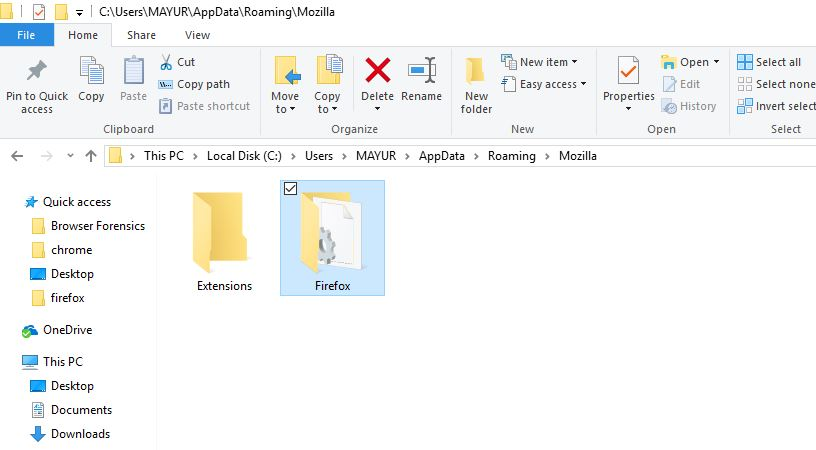 C:\Users\MAYUR\AppData\Roaming\Mozilla
File Home Share View
Pin to Quick access
Copy
Paste
Cut
Copy path
Paste shortcut
Clipboard
Move to
Copy to
Delete
Rename
Organize
New folder
New item
Easy access
New
Properties
Open
Edit
History
Open
Select all
Select none
Invert select
Select
This PC > Local Disk (C:) > Users > MAYUR > AppData > Roaming > Mozilla
Quick access
Browser Forensics
chrome
Desktop
firefox
OneDrive
This PC
Desktop
Documents
Downloads
Extensions
Firefox